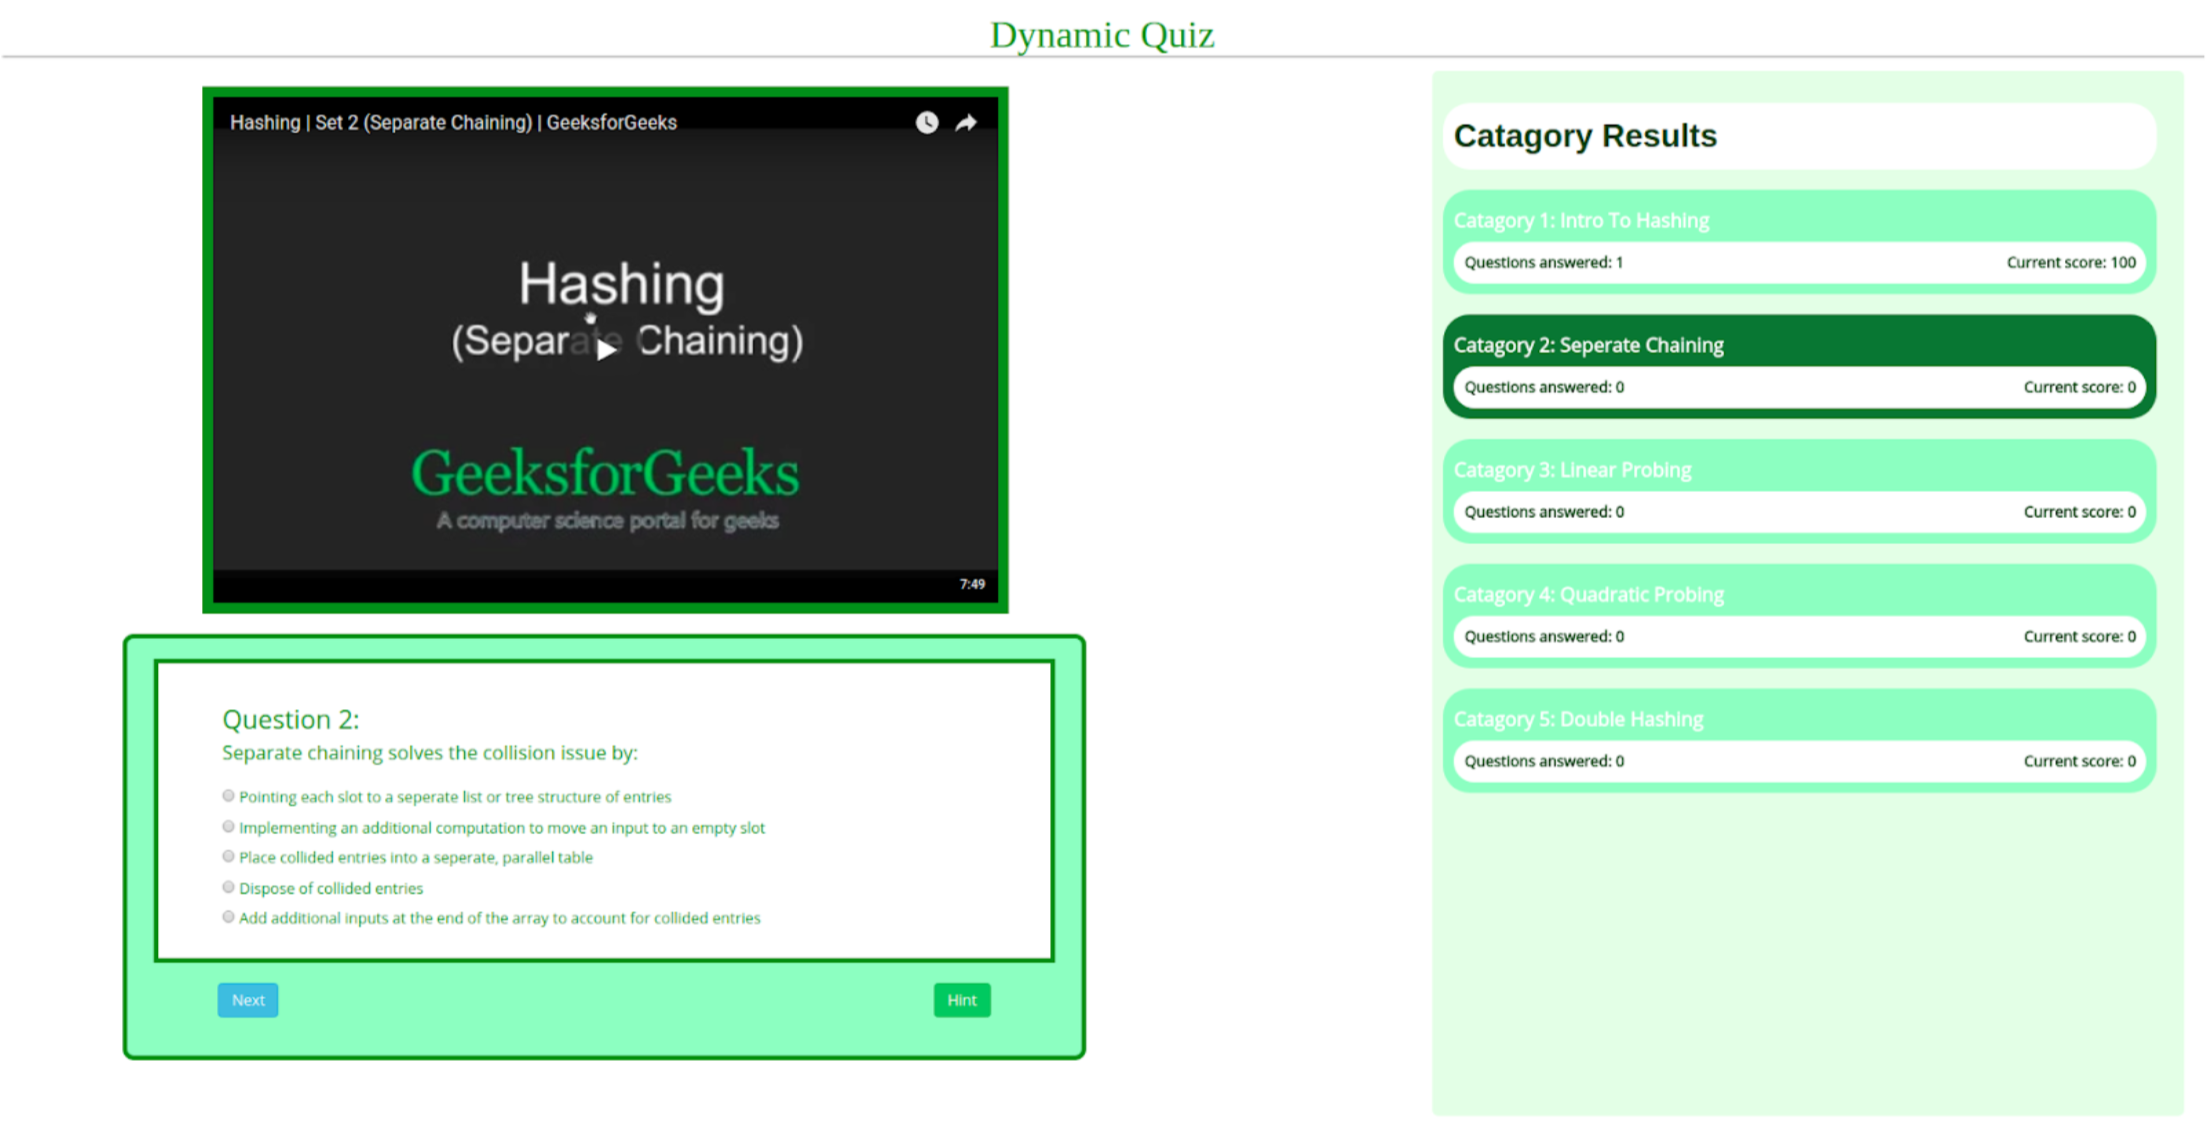 Dynamic Quiz
Hashing | Set 2 (Separate Chaining) | GeeksforGeeks
Hashing
(Separate Chaining)
GeeksforGeeks
A computer science portal for geeks
7:49
Question 2:
Separate chaining solves the collision issue by:
Pointing each slot to a seperate list or tree structure of entries
Implementing an additional computation to move an input to an empty slot
Place collided entries into a seperate, parallel table
Dispose of collided entries
Add additional inputs at the end of the array to account for collided entries
Next
Hint
Catagory Results
Catagory 1: Intro To Hashing
Questions answered: 1 Current score: 100
Catagory 2: Seperate Chaining
Questions answered: 0 Current score: 0
Catagory 3: Linear Probing
Questions answered: 0 Current score: 0
Catagory 4: Quadratic Probing
Questions answered: 0 Current score: 0
Catagory 5: Double Hashing
Questions answered: 0 Current score: 0